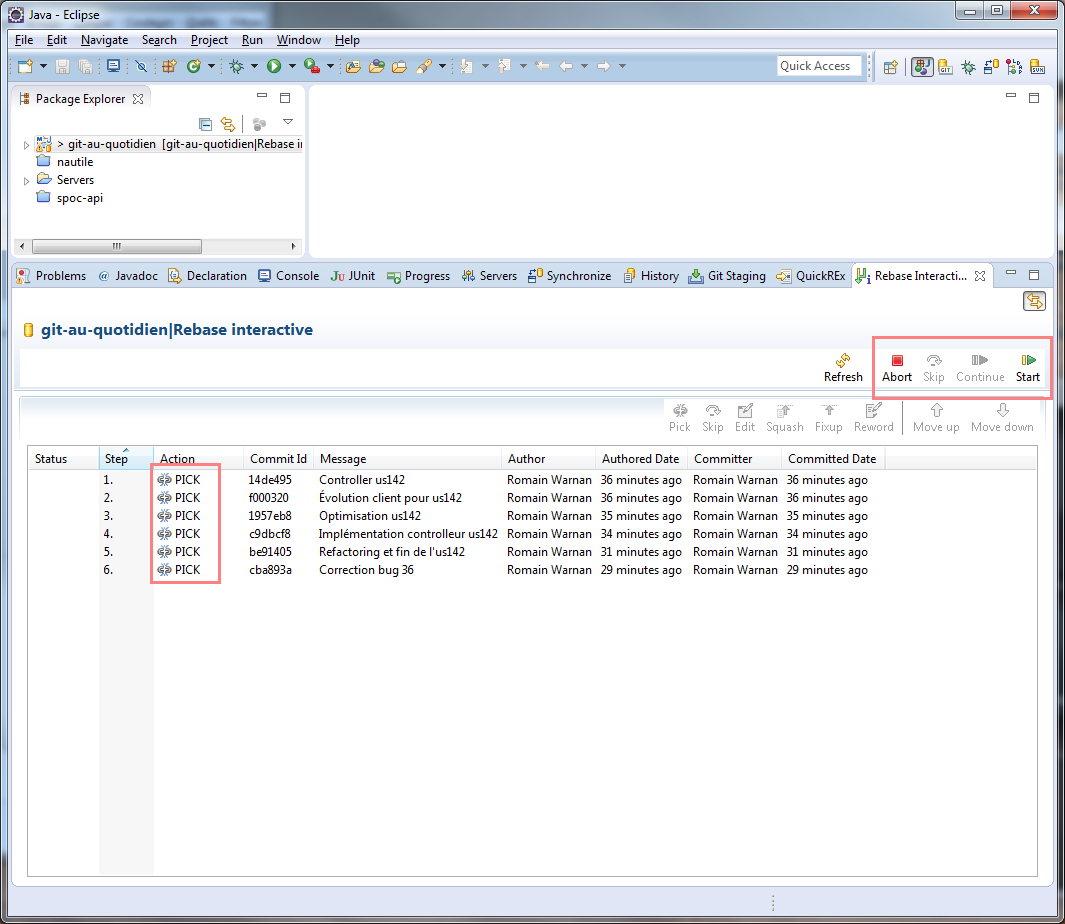 Java - Eclipse
File Edit Navigate Search Project Run Window Help
Quick Access
Package Explorer
> git-au-quotidien [git-au-quotidien|Rebase i
nautile
Servers
spoc-api
Problems @ Javadoc Declaration Console JUnit Progress Servers Synchronize History Git Staging QuickREx Rebase Interacti...
git-au-quotidien|Rebase interactive
Refresh Abort Skip Continue Start
Pick Skip Edit Squash Fixup Reword Move up Move down
Status Step Action Commit Id Message Author Authored Date Committer Committed Date
1. PICK 14de495 Controller us142 Romain Warnan 36 minutes ago Romain Warnan 36 minutes ago
2. PICK f000320 Évolution client pour us142 Romain Warnan 36 minutes ago Romain Warnan 36 minutes ago
3. PICK 1957eb8 Optimisation us142 Romain Warnan 35 minutes ago Romain Warnan 35 minutes ago
4. PICK c9dbcf8 Implémentation controlleur us142 Romain Warnan 34 minutes ago Romain Warnan 34 minutes ago
5. PICK be91405 Refactoring et fin de l'us142 Romain Warnan 31 minutes ago Romain Warnan 31 minutes ago
6. PICK cba893a Correction bug 36 Romain Warnan 29 minutes ago Romain Warnan 29 minutes ago